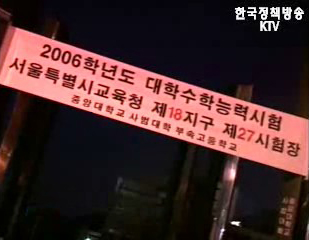 한국정책방송
KTV
2006학년도 대학수학능력시험
서울특별시교육청 제18지구 제27시험장
중앙대학교 사범대학 부속고등학교